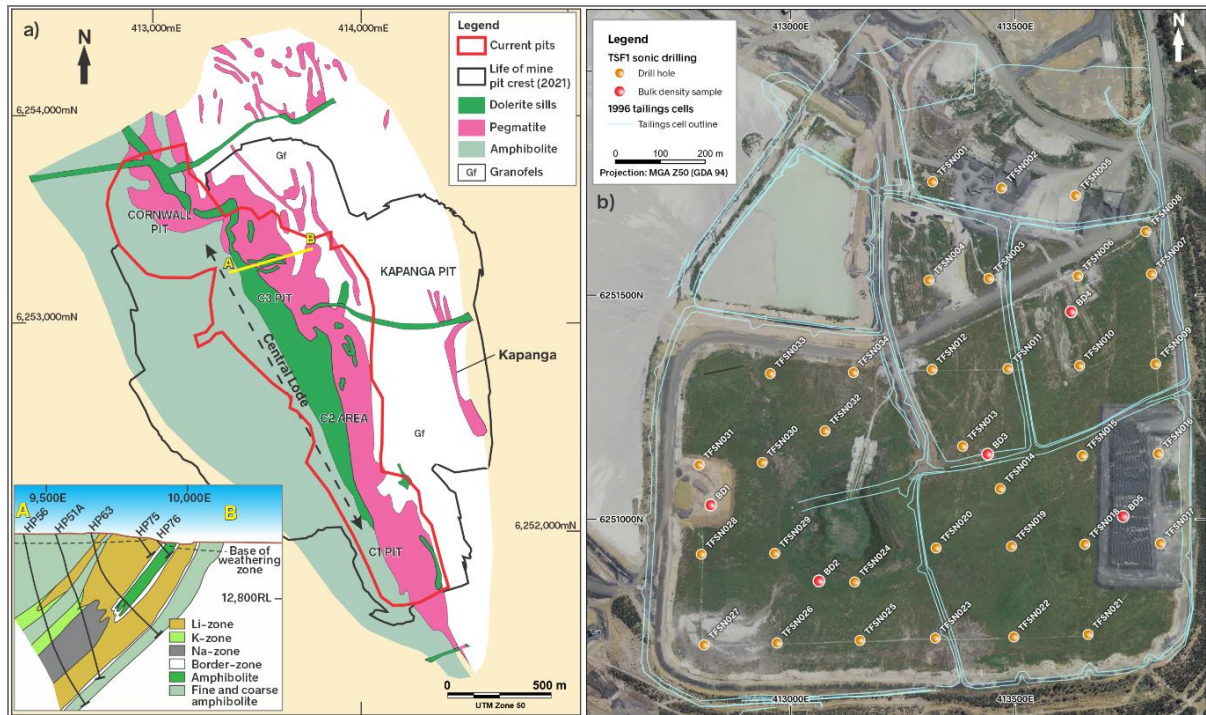 a)
N
413,000mE
414,000mE
6,254,000mN
6,253,000mN
6,252,000mN
Legend
Current pits
Life of mine
pit crest (2021)
Dolerite sills
Pegmatite
Amphibolite
Gf Granofels
Gf
CORNWALL
PIT
A
B
C3 PIT
KAPANGA PIT
Kapanga
Central Lode
C2 AREA
Gf
C1 PIT
0 500 m
UTM Zone 50
9,500E
10,000E
A
B
HP56
HP51A
HP63
HP75
HP76
Base of
weathering
zone
12,800RL
Li-zone
K-zone
Na-zone
Border-zone
Amphibolite
Fine and coarse
amphibolite
b)
N
413000mE
413500mE
Legend
TSF1 sonic drilling
Drill hole
Bulk density sample
1996 tailings cells
Tailings cell outline
0 100 200 m
Projection: MGA Z50 (GDA 94)
6251500N
6251000N
TFSN001
TFSN002
TFSN005
TFSN008
TFSN004
TFSN003
TFSN006
TFSN007
BD4
TFSN033
TFSN034
TFSN012
TFSN011
TFSN010
TFSN009
TFSN032
TFSN031
TFSN030
TFSN013
BD3
TFSN015
TFSN016
TFSN014
BD1
BD5
TFSN028
TFSN029
TFSN020
TFSN019
TFSN018
TFSN017
BD2
TFSN024
TFSN027
TFSN026
TFSN025
TFSN023
TFSN022
TFSN021
413000mE
413500mE